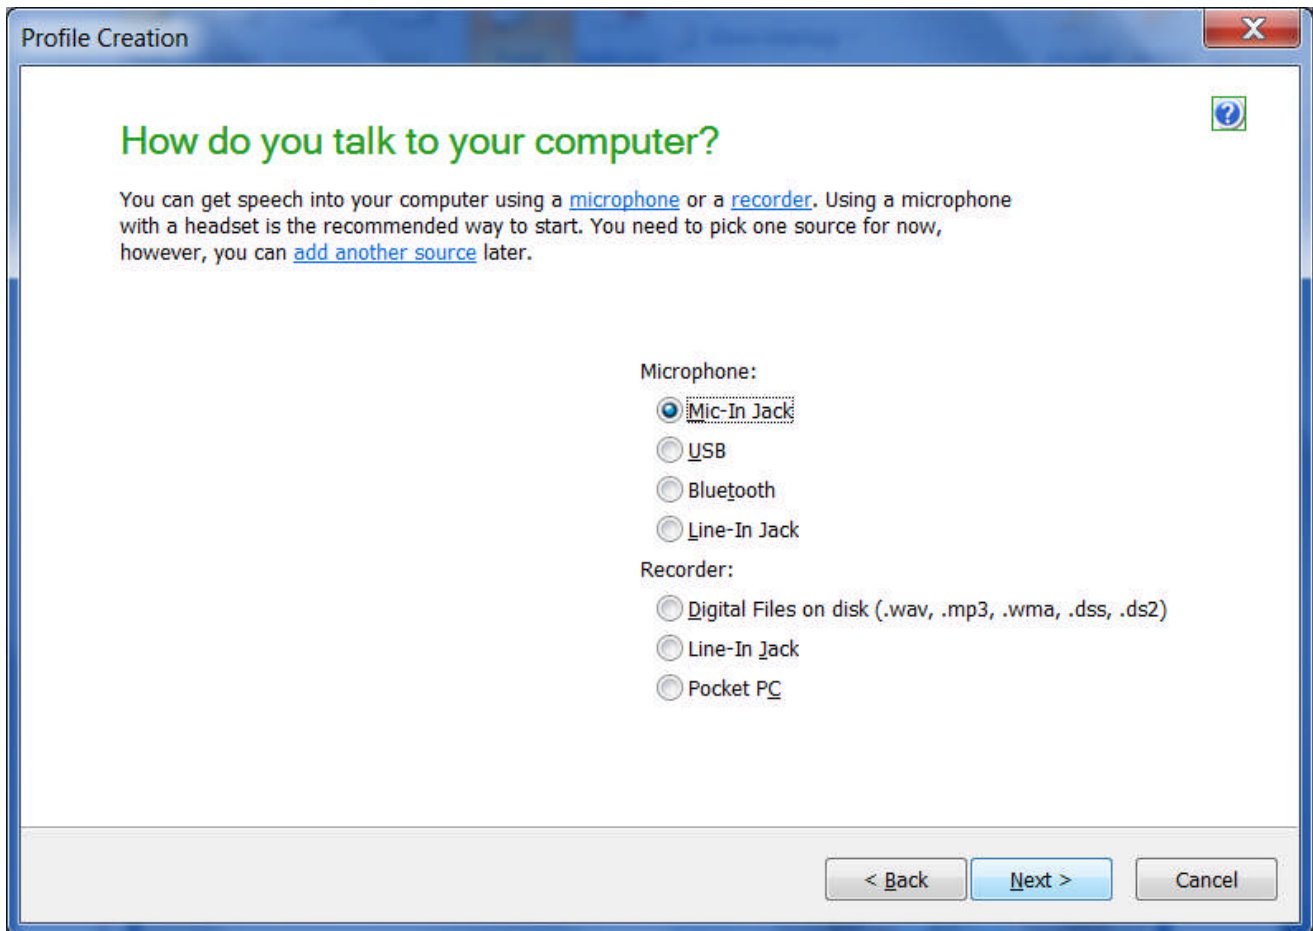 Profile Creation
X
?
How do you talk to your computer?
You can get speech into your computer using a microphone or a recorder. Using a microphone
with a headset is the recommended way to start. You need to pick one source for now,
however, you can add another source later.
Microphone:
Mic-In Jack
USB
Bluetooth
Line-In Jack
Recorder:
Digital Files on disk (.wav, .mp3, .wma, .dss, .ds2)
Line-In Jack
Pocket PC
< Back
Next >
Cancel